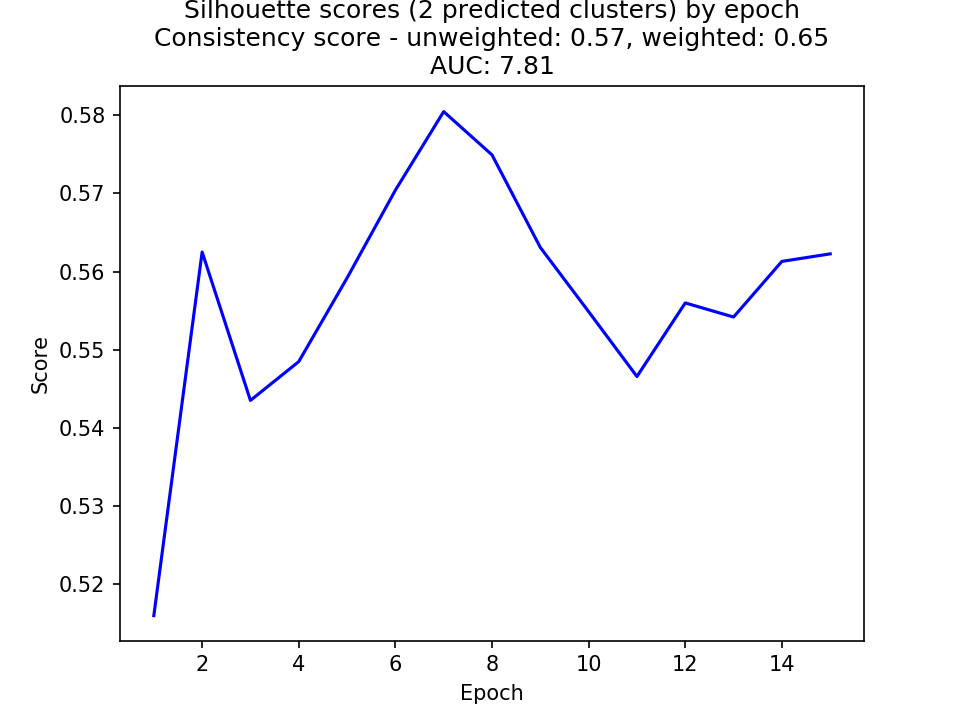 Silhouette scores (2 predicted clusters) by epoch
Consistency score - unweighted: 0.57, weighted: 0.65
AUC: 7.81
0.58
0.57
0.56
0.55
0.54
0.53
0.52
Score
2 4 6 8 10 12 14
Epoch